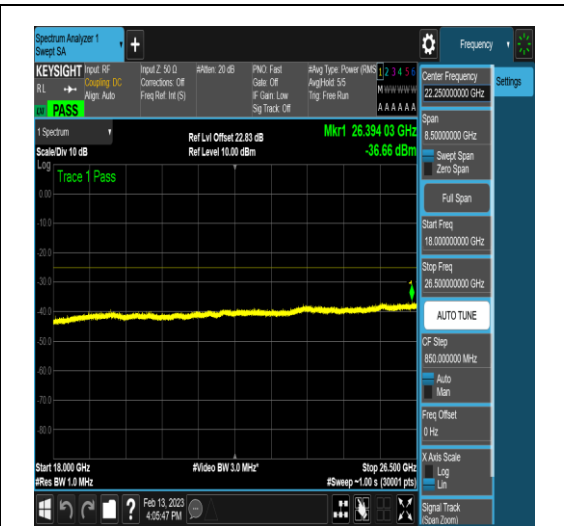 Spectrum Analyzer 1
Swept SA
+
Frequency
KEYSIGHT
RL
PASS
Input: RF
Coupling: DC
Align: Auto
Input Z: 50 Ω
Corrections: Off
Freq Ref: Int (S)
#Atten: 20 dB
PNO: Fast
Gate: Off
IF Gain: Low
Sig Track: Off
#Avg Type: Power (RMS
Avg|Hold: 5/5
Trig: Free Run
1 2 3 4 5 6
M W W W W W
A A A A A A
1 Spectrum
Scale/Div 10 dB
Ref Lvl Offset 22.83 dB
Ref Level 10.00 dBm
Mkr1 26.394 03 GHz
-36.66 dBm
Log
Trace 1 Pass
0.00
-10.0
-20.0
-30.0
-40.0
-50.0
-60.0
-70.0
-80.0
1
Start 18.000 GHz
#Res BW 1.0 MHz
#Video BW 3.0 MHz*
Stop 26.500 GHz
#Sweep ~1.00 s (30001 pts)
?
Feb 13, 2023
4:05:47 PM
Center Frequency
22.250000000 GHz
Span
8.50000000 GHz
Swept Span
Zero Span
Full Span
Start Freq
18.000000000 GHz
Stop Freq
26.500000000 GHz
AUTO TUNE
CF Step
850.000000 MHz
Auto
Man
Freq Offset
0 Hz
X Axis Scale
Log
Lin
Signal Track
(Span Zoom)
Settings